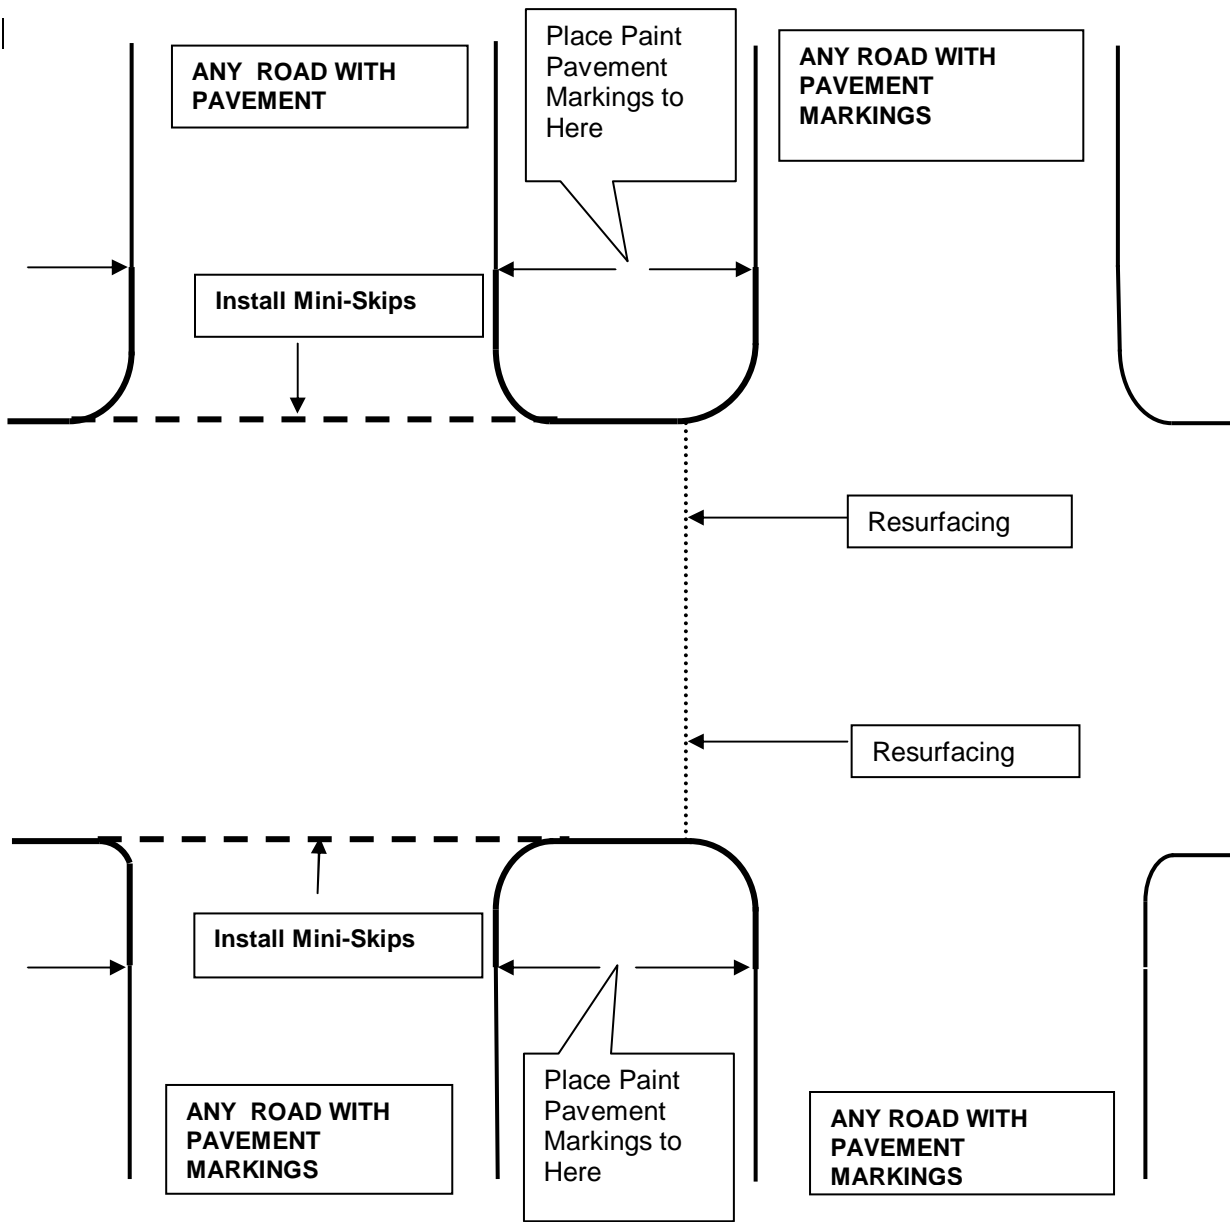 ANY ROAD WITH
PAVEMENT
Place Paint
Pavement
Markings to
Here
ANY ROAD WITH
PAVEMENT
MARKINGS
Install Mini-Skips
Resurfacing
Resurfacing
Install Mini-Skips
ANY ROAD WITH
PAVEMENT
MARKINGS
Place Paint
Pavement
Markings to
Here
ANY ROAD WITH
PAVEMENT
MARKINGS